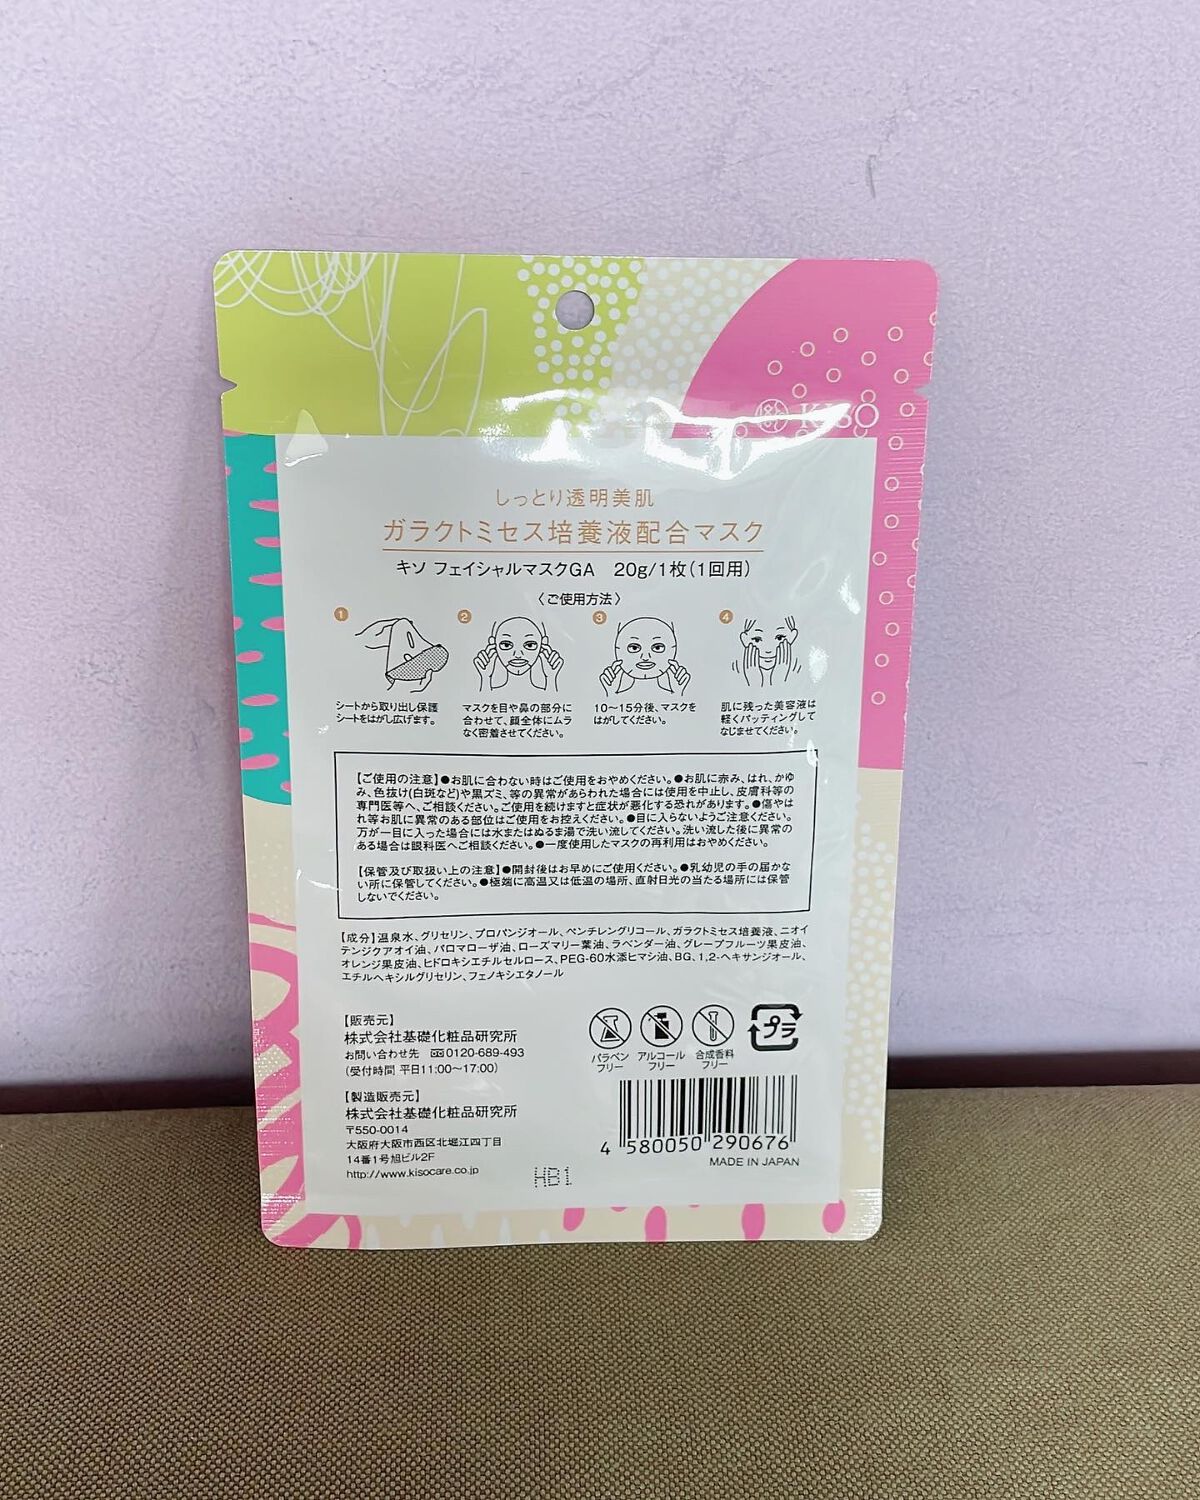 KISO
しっとり透明美肌
ガラクトミセス培養液配合マスク
キソ フェイシャルマスクGA 20g/1枚(1回用)
〈ご使用方法〉
1
2
3
4
シートから取り出し保護
シートをはがし広げます。
マスクを目や鼻の部分に
合わせて、顔全体にムラ
なく密着させてください。
10〜15分後、マスクを
はがしてください。
肌に残った美容液は
軽くパッティングして
なじませてください。
【ご使用の注意】●お肌に合わない時はご使用をおやめください。●お肌に赤み、はれ、かゆ
み、色抜け(白斑など)や黒ズミ、等の異常があらわれた場合には使用を中止し、皮膚科等の
専門医等へ、ご相談ください。ご使用を続けますと症状が悪化する恐れがあります。●傷やは
れ等お肌に異常のある部位はご使用をお控えください。●目に入らないようご注意ください。
万が一目に入った場合には水またはぬるま湯で洗い流してください。洗い流した後に異常の
ある場合は眼科医へご相談ください。●一度使用したマスクの再利用はおやめください。
【保管及び取扱い上の注意】●開封後はお早めにご使用ください。●乳幼児の手の届かな
い所に保管してください。●極端に高温又は低温の場所、直射日光の当たる場所には保管
しないでください。
【成分】温泉水、グリセリン、プロパンジオール、ペンチレングリコール、ガラクトミセス培養液、ニオイ
テンジクアオイ油、パロマローザ油、ローズマリー葉油、ラベンダー油、グレープフルーツ果皮油、
オレンジ果皮油、ヒドロキシエチルセルロース、PEG-60水添ヒマシ油、BG、1,2-ヘキサンジオール、
エチルヘキシルグリセリン、フェノキシエタノール
【販売元】
株式会社基礎化粧品研究所
お問い合わせ先 0120-689-493
(受付時間 平日11:00〜17:00)
【製造販売元】
株式会社基礎化粧品研究所
〒550-0014
大阪府大阪市西区北堀江四丁目
14番1号旭ビル2F
http://www.kisocare.co.jp
HB1
パラベン
フリー
アルコール
フリー
合成香料
フリー
プラ
4 580050 290676
MADE IN JAPAN